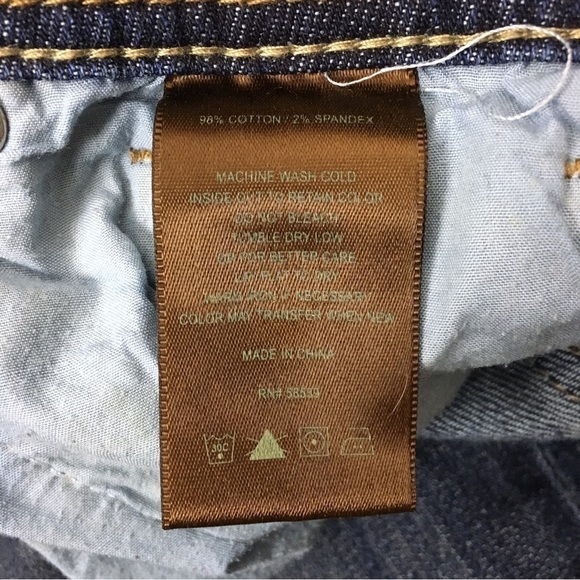 98% COTTON / 2% SPANDEX
MACHINE WASH COLD
INSIDE OUT TO RETAIN COLOR
DO NOT BLEACH
TUMBLE DRY LOW
OR FOR BETTER CARE
LAY FLAT TO DRY
WARM IRON IF NECESSARY
COLOR MAY TRANSFER WHEN NEW
MADE IN CHINA
RN#
30C